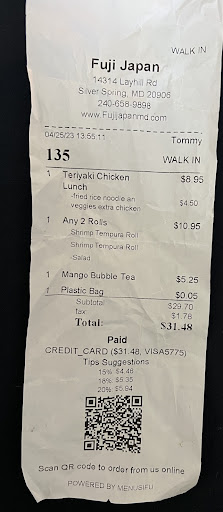 WALK IN
Fuji Japan
14314 Layhill Rd
Silver Spring, MD 20906
240-658-9898
www.Fujijapanmd.com
04/25/23 13:55:11 Tommy
135 WALK IN
1 Teriyaki Chicken $8.95
Lunch
-fried rice noodle an
veggies extra chicken $4.50
1 Any 2 Rolls $10.95
Shrimp Tempura Roll
Shrimp Tempura Roll
-Salad
1 Mango Bubble Tea $5.25
1 Plastic Bag $0.05
Subtotal $29.70
tax $1.78
Total: $31.48
Paid
CREDIT_CARD ($31.48, VISA5775)
Tips Suggestions
15% $4.46
18% $5.35
20% $5.94
Scan QR code to order from us online
POWERED BY MENUSIFU